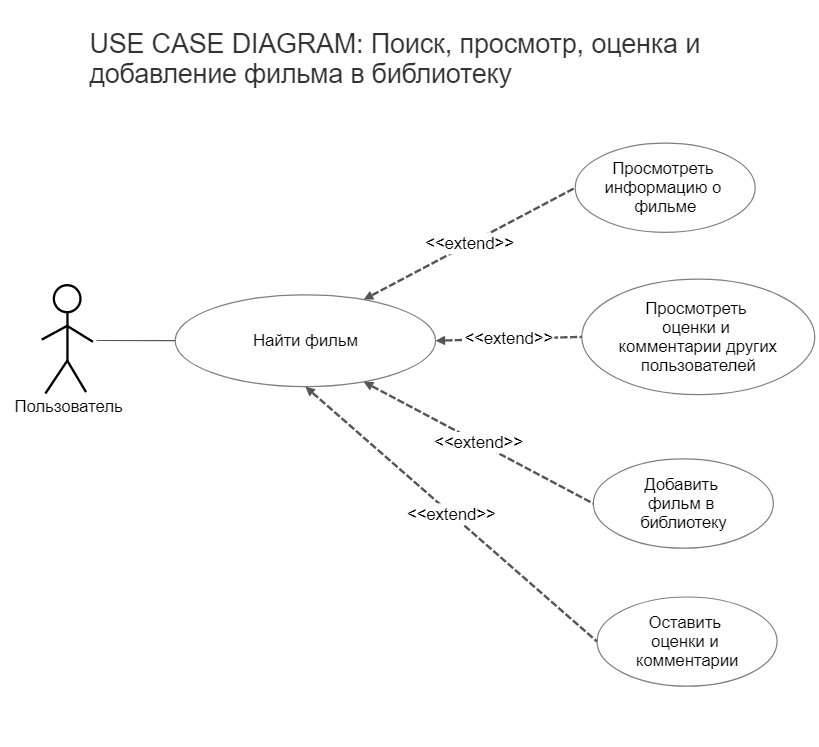 USE CASE DIAGRAM: Поиск, просмотр, оценка и
добавление фильма в библиотеку
Просмотреть
информацию о
фильме
<<extend>>
Просмотреть
оценки и
комментарии других
пользователей
<<extend>>
Найти фильм
Пользователь
<<extend>>
Добавить
фильм в
библиотеку
<<extend>>
Оставить
оценки и
комментарии